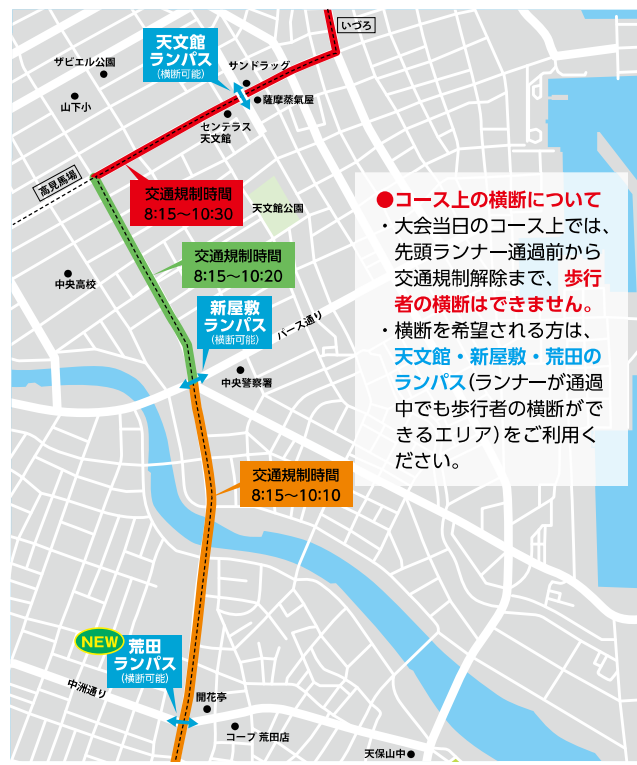 いづろ
天文館
ランパス
(横断可能)
ザビエル公園
サンドラッグ
山下小
薩摩蒸氣屋
センテラス
天文館
高見馬場
交通規制時間
8:15〜10:30
天文館公園
●コース上の横断について
・大会当日のコース上では、
先頭ランナー通過前から
交通規制解除まで、歩行
者の横断はできません。
・横断を希望される方は、
天文館・新屋敷・荒田の
ランパス(ランナーが通過
中でも歩行者の横断がで
きるエリア)をご利用く
ださい。
交通規制時間
8:15〜10:20
中央高校
新屋敷
ランパス
(横断可能)
パース通り
中央警察署
交通規制時間
8:15〜10:10
NEW
荒田
ランパス
(横断可能)
中洲通り
開花亭
コープ 荒田店
天保山中